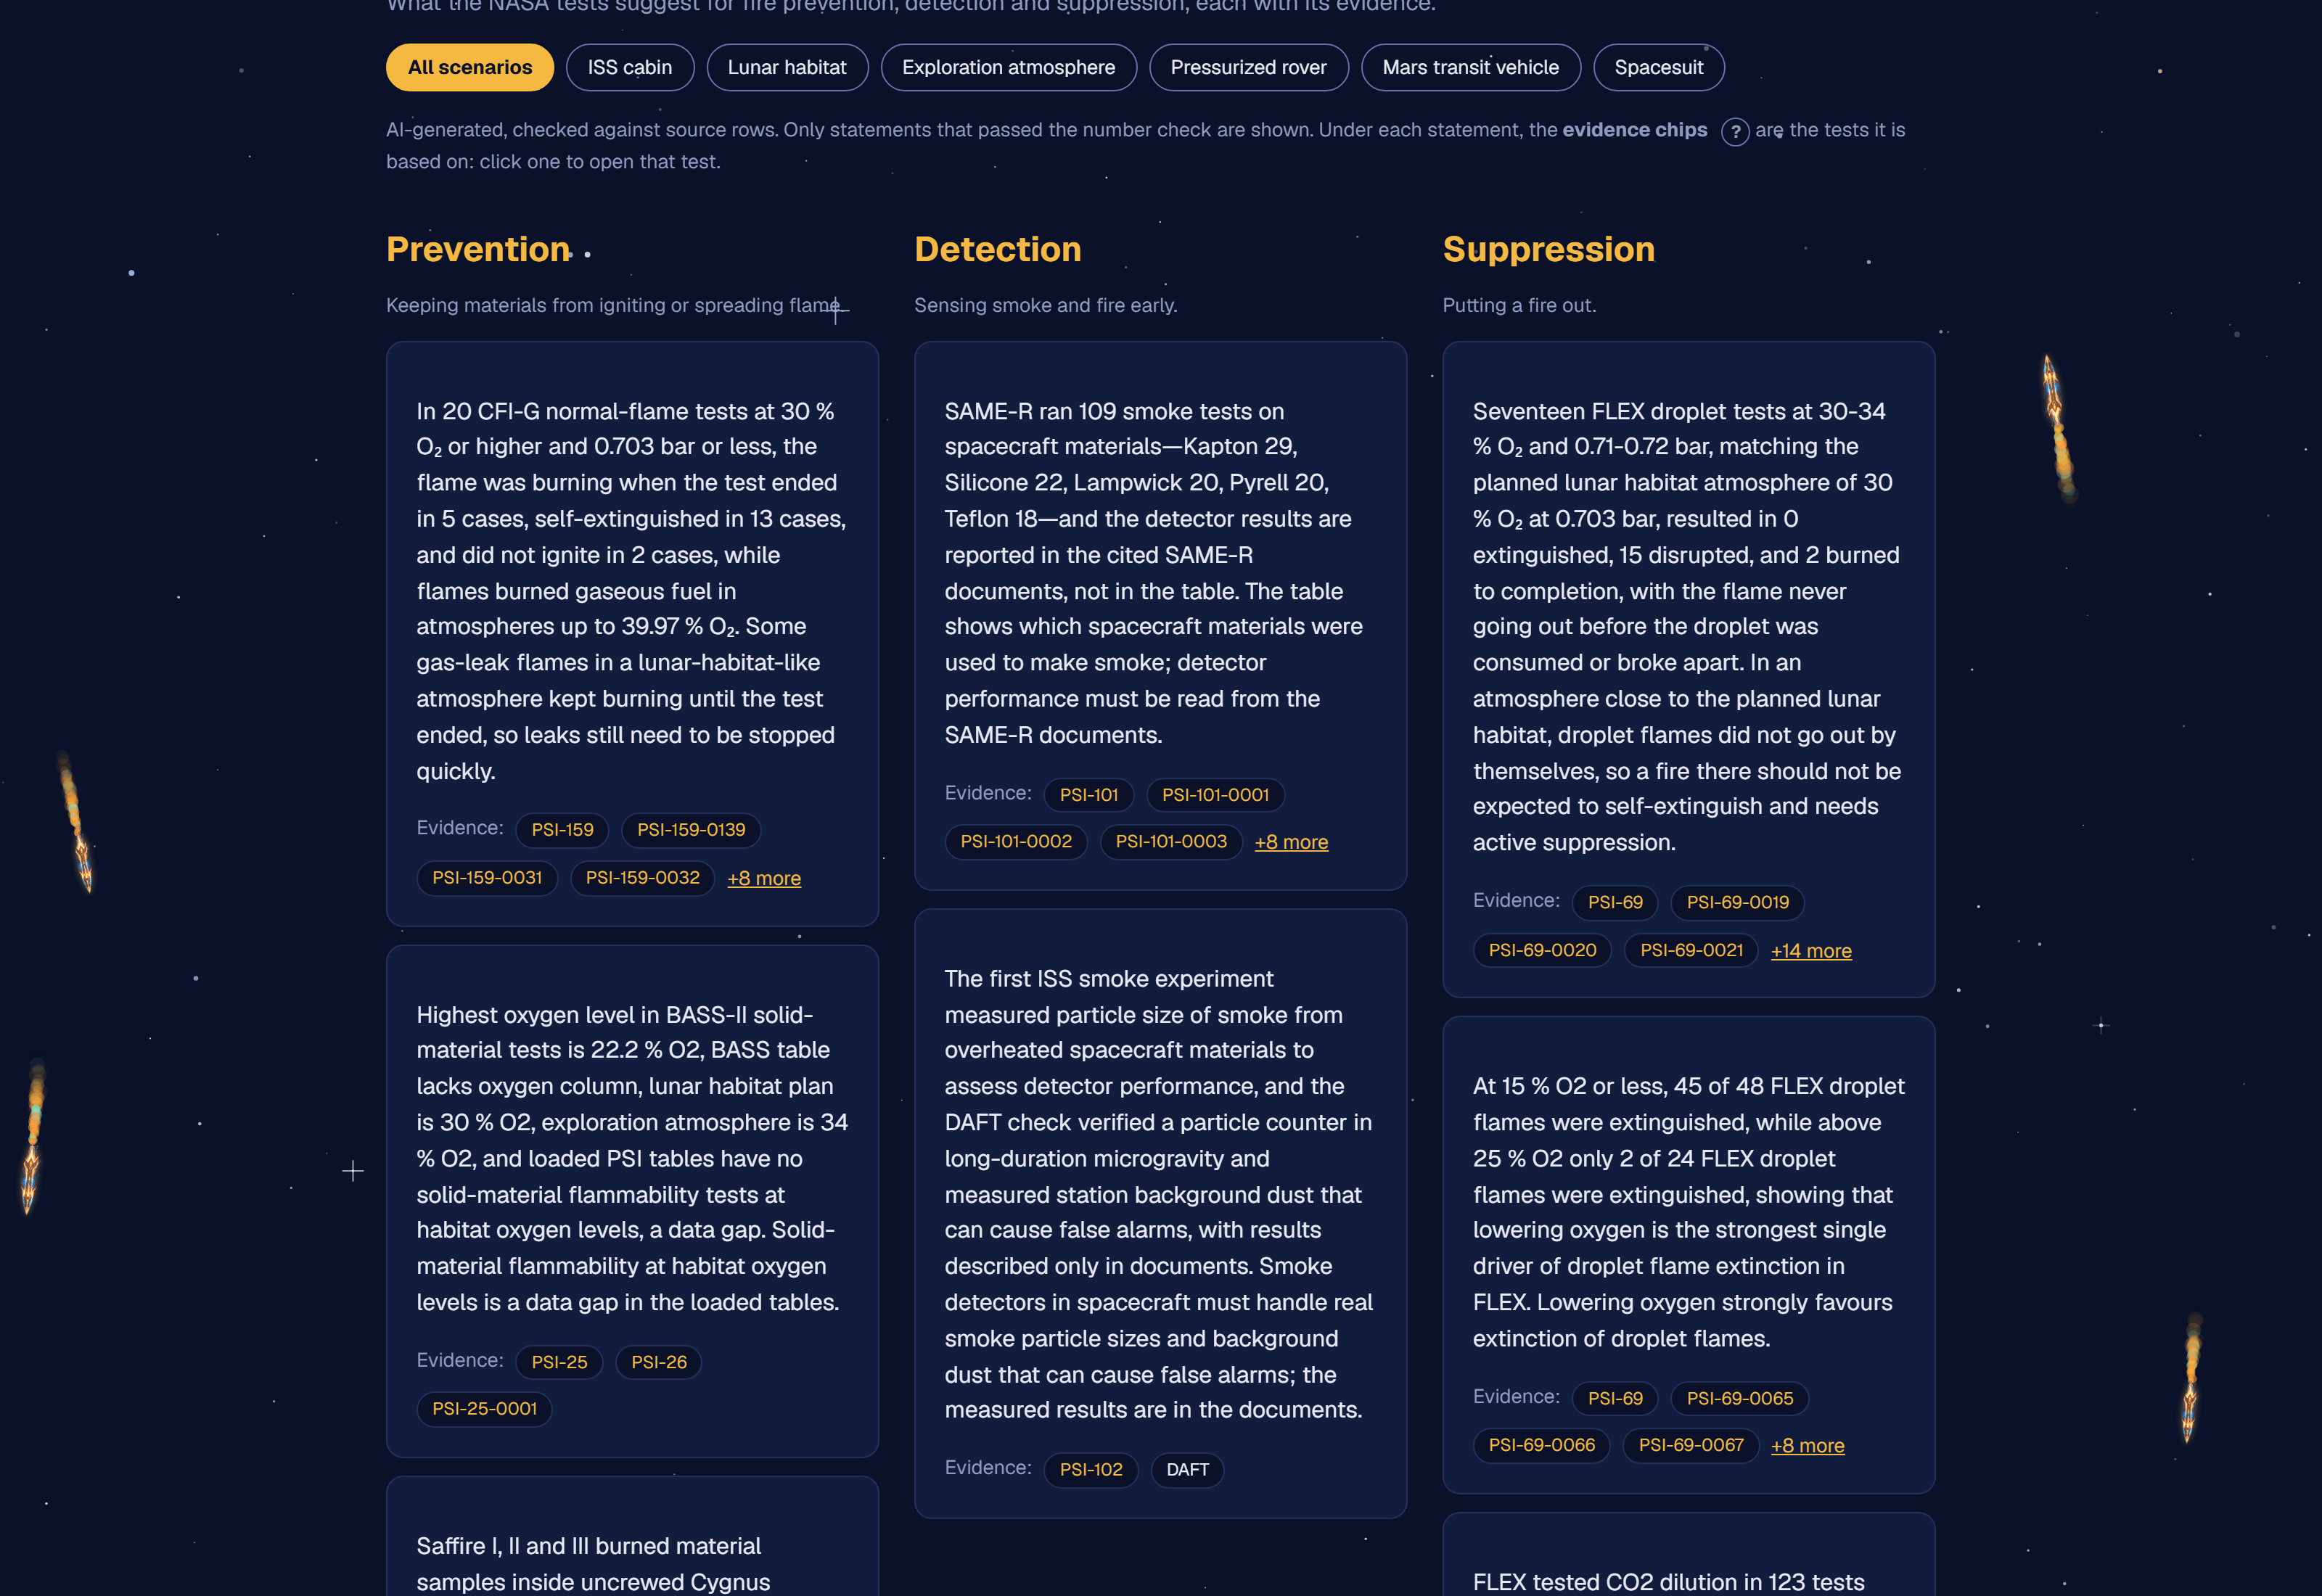 What the NASA tests suggest for fire prevention, detection and suppression, each with its evidence.
All scenarios
ISS cabin
Lunar habitat
Exploration atmosphere
Pressurized rover
Mars transit vehicle
Spacesuit
AI-generated, checked against source rows. Only statements that passed the number check are shown. Under each statement, the evidence chips ? are the tests it is
based on: click one to open that test.
Prevention
Keeping materials from igniting or spreading flame.
In 20 CFI-G normal-flame tests at 30 %
O₂ or higher and 0.703 bar or less, the
flame was burning when the test ended
in 5 cases, self-extinguished in 13 cases,
and did not ignite in 2 cases, while
flames burned gaseous fuel in
atmospheres up to 39.97 % O₂. Some
gas-leak flames in a lunar-habitat-like
atmosphere kept burning until the test
ended, so leaks still need to be stopped
quickly.
Evidence: PSI-159 PSI-159-0139
PSI-159-0031 PSI-159-0032 +8 more
Highest oxygen level in BASS-II solid-
material tests is 22.2 % O2, BASS table
lacks oxygen column, lunar habitat plan
is 30 % O2, exploration atmosphere is 34
% O2, and loaded PSI tables have no
solid-material flammability tests at
habitat oxygen levels, a data gap. Solid-
material flammability at habitat oxygen
levels is a data gap in the loaded tables.
Evidence: PSI-25 PSI-26
PSI-25-0001
Saffire I, II and III burned material
samples inside uncrewed Cygnus
Detection
Sensing smoke and fire early.
SAME-R ran 109 smoke tests on
spacecraft materials—Kapton 29,
Silicone 22, Lampwick 20, Pyrell 20,
Teflon 18—and the detector results are
reported in the cited SAME-R
documents, not in the table. The table
shows which spacecraft materials were
used to make smoke; detector
performance must be read from the
SAME-R documents.
Evidence: PSI-101 PSI-101-0001
PSI-101-0002 PSI-101-0003 +8 more
The first ISS smoke experiment
measured particle size of smoke from
overheated spacecraft materials to
assess detector performance, and the
DAFT check verified a particle counter in
long-duration microgravity and
measured station background dust that
can cause false alarms, with results
described only in documents. Smoke
detectors in spacecraft must handle real
smoke particle sizes and background
dust that can cause false alarms; the
measured results are in the documents.
Evidence: PSI-102 DAFT
Suppression
Putting a fire out.
Seventeen FLEX droplet tests at 30-34
% O₂ and 0.71-0.72 bar, matching the
planned lunar habitat atmosphere of 30
% O₂ at 0.703 bar, resulted in 0
extinguished, 15 disrupted, and 2 burned
to completion, with the flame never
going out before the droplet was
consumed or broke apart. In an
atmosphere close to the planned lunar
habitat, droplet flames did not go out by
themselves, so a fire there should not be
expected to self-extinguish and needs
active suppression.
Evidence: PSI-69 PSI-69-0019
PSI-69-0020 PSI-69-0021 +14 more
At 15 % O2 or less, 45 of 48 FLEX droplet
flames were extinguished, while above
25 % O2 only 2 of 24 FLEX droplet
flames were extinguished, showing that
lowering oxygen is the strongest single
driver of droplet flame extinction in
FLEX. Lowering oxygen strongly favours
extinction of droplet flames.
Evidence: PSI-69 PSI-69-0065
PSI-69-0066 PSI-69-0067 +8 more
FLEX tested CO2 dilution in 123 tests